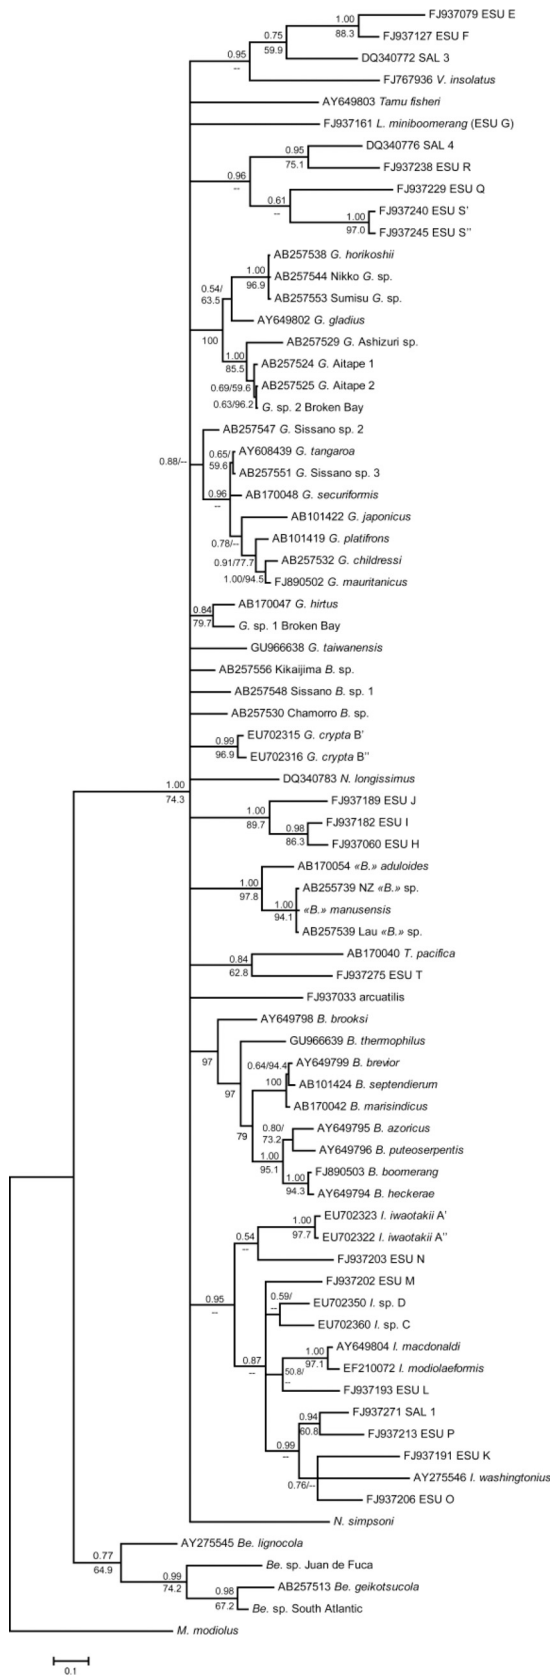 FJ937079 ESU E
1.00
88.3
FJ937127 ESU F
0.75
59.9
DQ340772 SAL 3
0.95
--
FJ767936 V. insolatus
AY649803 Tamu fisheri
FJ937161 L. miniboomerang (ESU G)
DQ340776 SAL 4
0.95
75.1
FJ937238 ESU R
0.96
--
FJ937229 ESU Q
0.61
--
FJ937240 ESU S'
1.00
97.0
FJ937245 ESU S''
AB257538 G. horikoshii
1.00
96.9
AB257544 Nikko G. sp.
AB257553 Sumisu G. sp.
0.54/
63.5
AY649802 G. gladius
100
AB257529 G. Ashizuri sp.
1.00
85.5
AB257524 G. Aitape 1
0.69/59.6
AB257525 G. Aitape 2
0.63/96.2
G. sp. 2 Broken Bay
AB257547 G. Sissano sp. 2
0.65/
59.6
AY608439 G. tangaroa
0.88/--
AB257551 G. Sissano sp. 3
0.96
--
AB170048 G. securiformis
AB101422 G. japonicus
0.78/--
AB101419 G. platifrons
0.91/77.7
AB257532 G. childressi
1.00/94.5
FJ890502 G. mauritanicus
AB170047 G. hirtus
0.84
79.7
G. sp. 1 Broken Bay
GU966638 G. taiwanensis
AB257556 Kikaijima B. sp.
AB257548 Sissano B. sp. 1
AB257530 Chamorro B. sp.
EU702315 G. crypta B'
0.99
96.9
EU702316 G. crypta B''
DQ340783 N. longissimus
1.00
74.3
FJ937189 ESU J
1.00
89.7
FJ937182 ESU I
0.98
86.3
FJ937060 ESU H
AB170054 «B.» aduloides
1.00
97.8
AB255739 NZ «B.» sp.
1.00
94.1
«B.» manusensis
AB257539 Lau «B.» sp.
AB170040 T. pacifica
0.84
62.8
FJ937275 ESU T
FJ937033 arcuatilis
AY649798 B. brooksi
97
GU966639 B. thermophilus
97
0.64/94.4
AY649799 B. brevior
100
AB101424 B. septendierum
AB170042 B. marisindicus
79
0.80/
73.2
AY649795 B. azoricus
AY649796 B. puteoserpentis
1.00
95.1
FJ890503 B. boomerang
1.00
94.3
AY649794 B. heckerae
EU702323 I. iwaotakii A'
1.00
97.7
EU702322 I. iwaotakii A''
0.54
--
FJ937203 ESU N
0.95
--
FJ937202 ESU M
0.59/
--
EU702350 I. sp. D
EU702360 I. sp. C
0.87
--
AY649804 I. macdonaldi
1.00
97.1
EF210072 I. modiolaeformis
50.8/
--
FJ937193 ESU L
FJ937271 SAL 1
0.94
60.8
FJ937213 ESU P
0.99
--
FJ937191 ESU K
0.76/--
AY275546 I. washingtonius
FJ937206 ESU O
N. simpsoni
AY275545 Be. lignocola
0.77
64.9
Be. sp. Juan de Fuca
0.99
74.2
AB257513 Be. geikotsucola
0.98
67.2
Be. sp. South Atlantic
M. modiolus
0.1